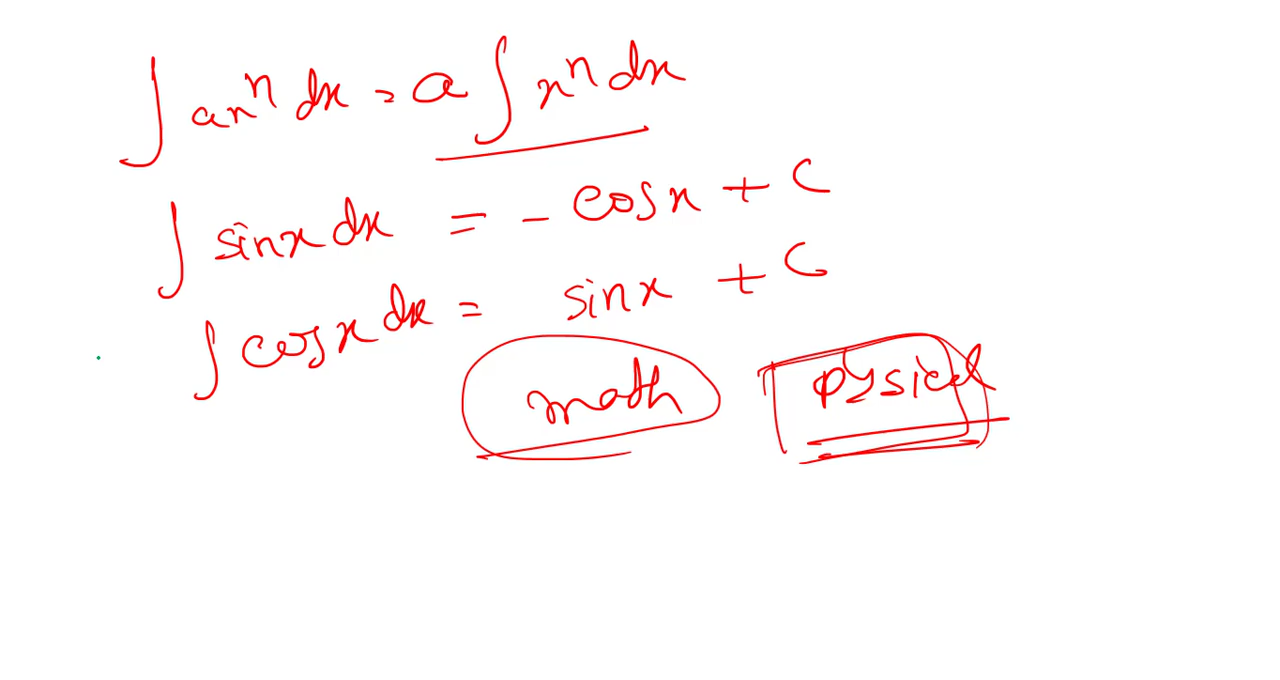 ∫ axⁿ dx = a ∫ xⁿ dx
∫ sinx dx = - cosx + C
∫ cosx dx = sinx + C
math pysical